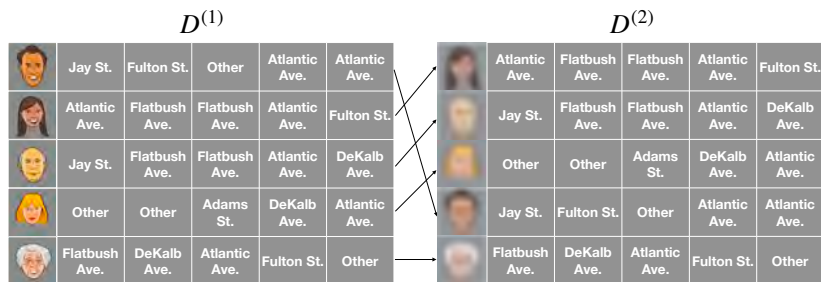 D(1) D(2)
Jay St. Fulton St. Other Atlantic Ave. Atlantic Ave.
Atlantic Ave. Flatbush Ave. Flatbush Ave. Atlantic Ave. Fulton St.
Jay St. Flatbush Ave. Flatbush Ave. Atlantic Ave. DeKalb Ave.
Other Other Adams St. DeKalb Ave. Atlantic Ave.
Flatbush Ave. DeKalb Ave. Atlantic Ave. Fulton St. Other
Atlantic Ave. Flatbush Ave. Flatbush Ave. Atlantic Ave. Fulton St.
Jay St. Flatbush Ave. Flatbush Ave. Atlantic Ave. DeKalb Ave.
Other Other Adams St. DeKalb Ave. Atlantic Ave.
Jay St. Fulton St. Other Atlantic Ave. Atlantic Ave.
Flatbush Ave. DeKalb Ave. Atlantic Ave. Fulton St. Other